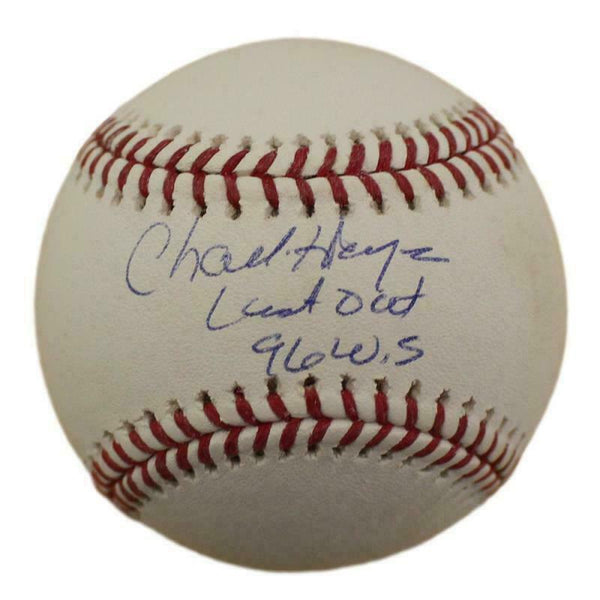 Charlie Hayes
Last Out
96 W.S